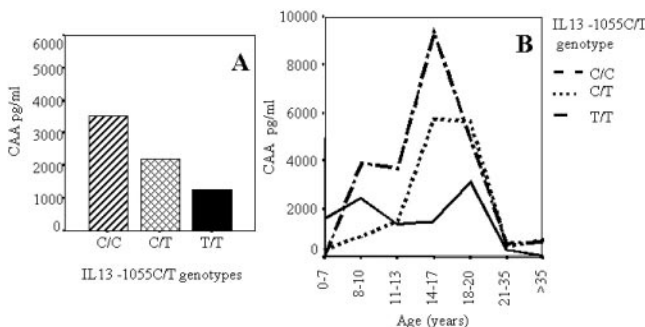 A
CAA pg/ml
6000
5000
4000
3000
2000
1000
0
C/C C/T T/T
IL13 -1055C/T genotypes
B
CAA pg/ml
10000
8000
6000
4000
2000
0
0-7 8-10 11-13 14-17 18-20 21-35 >35
Age (years)
IL13 -1055C/T
genotype
C/C
C/T
T/T